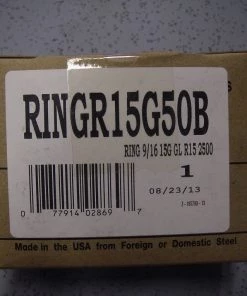 S
RINGR15G50B
RING 9/16 15G GL R15 2500
1
08/23/13
0 77914 02869 7
Made in the USA from Foreign or Domestic Steel